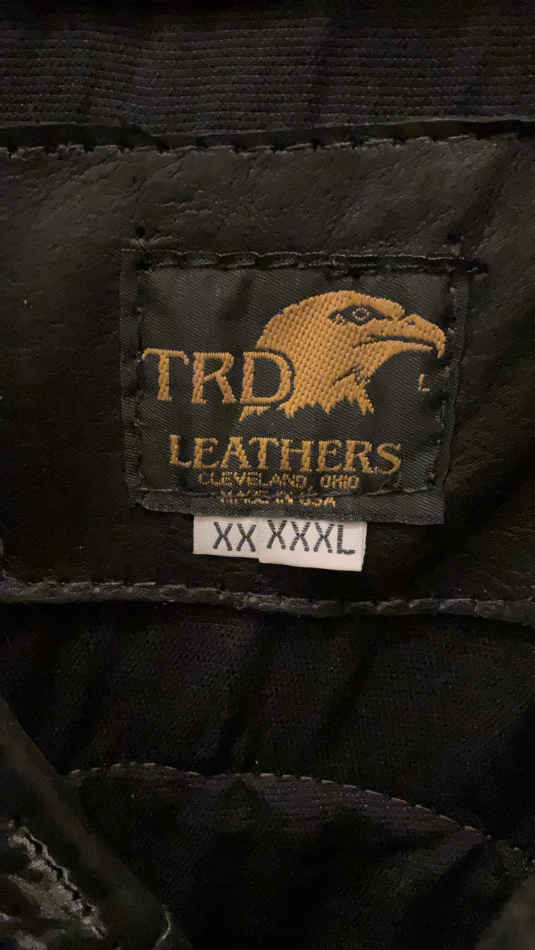 TRD
L
LEATHERS
CLEVELAND, OHIO
MADE IN USA
XX XXXL